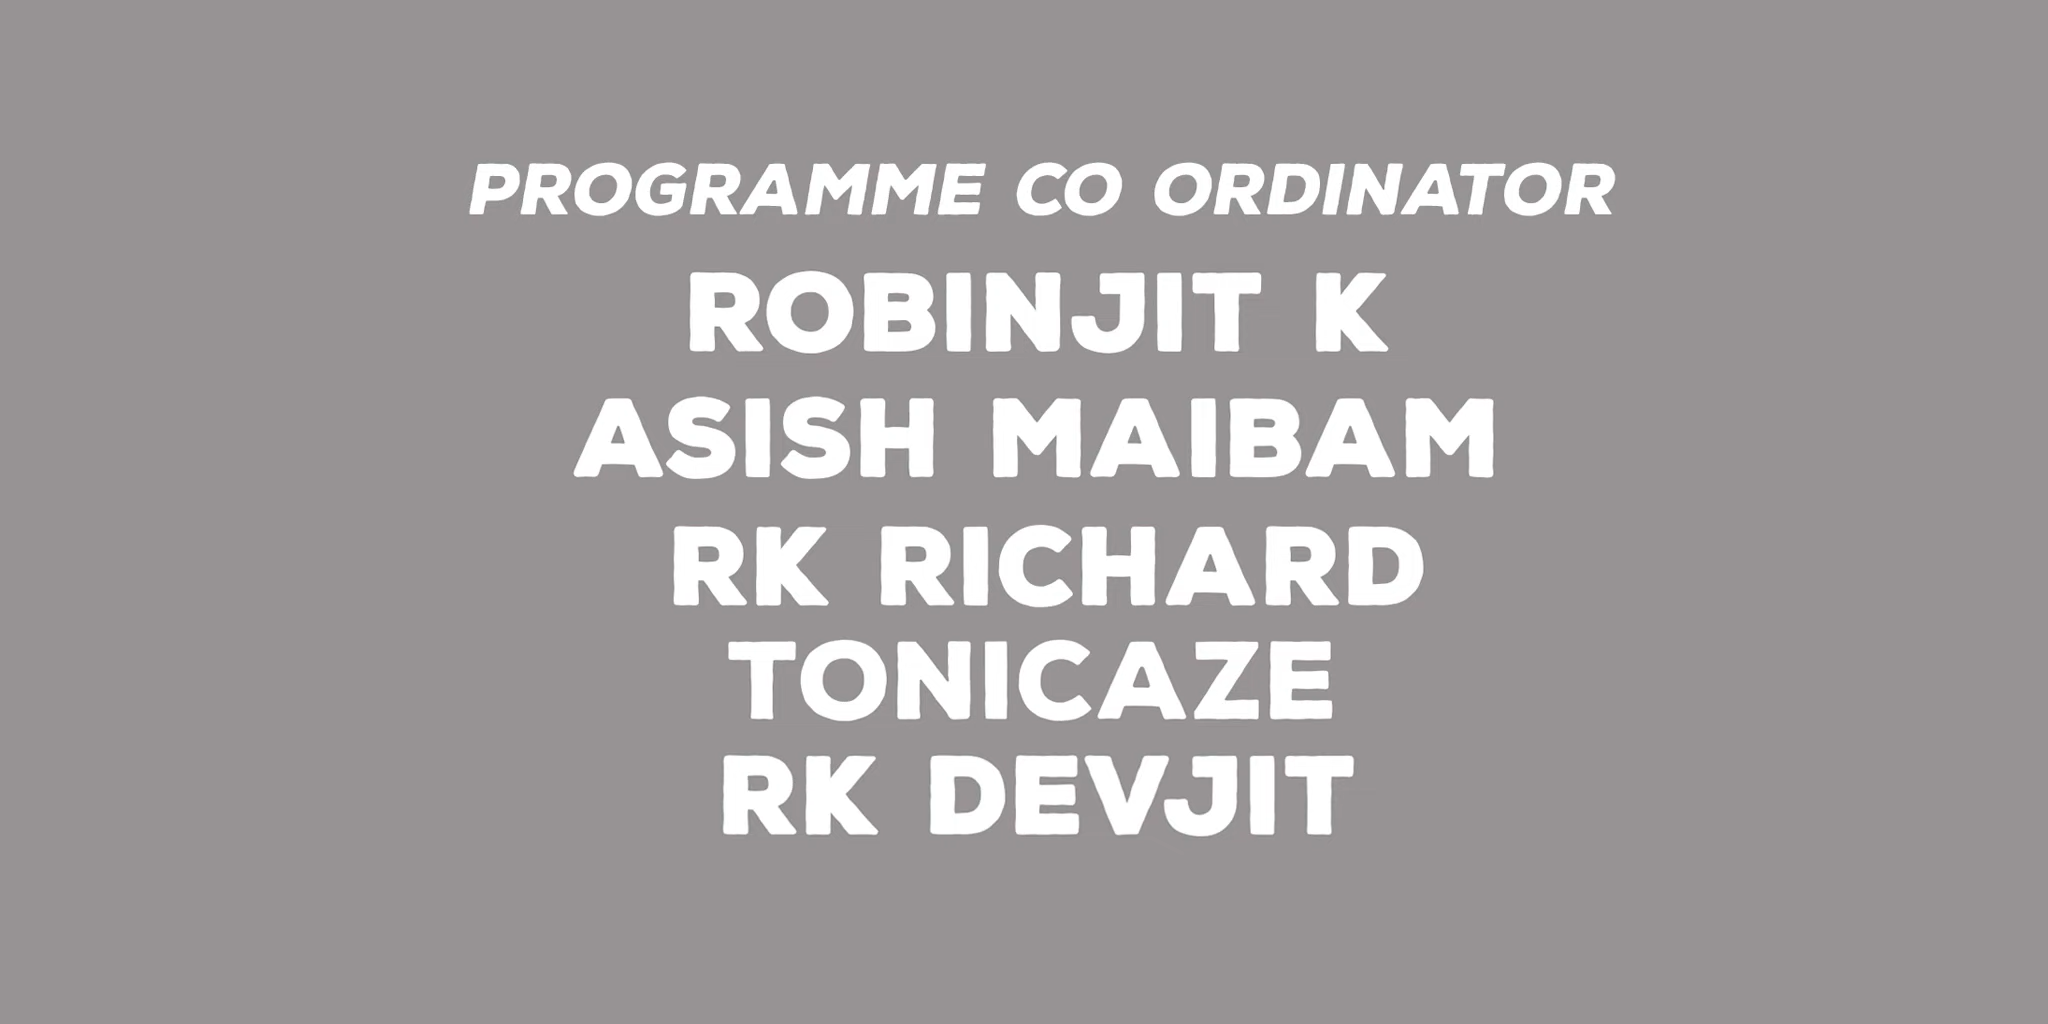 PROGRAMME CO ORDINATOR
ROBINJIT K
ASISH MAIBAM
RK RICHARD
TONICAZE
RK DEVJIT